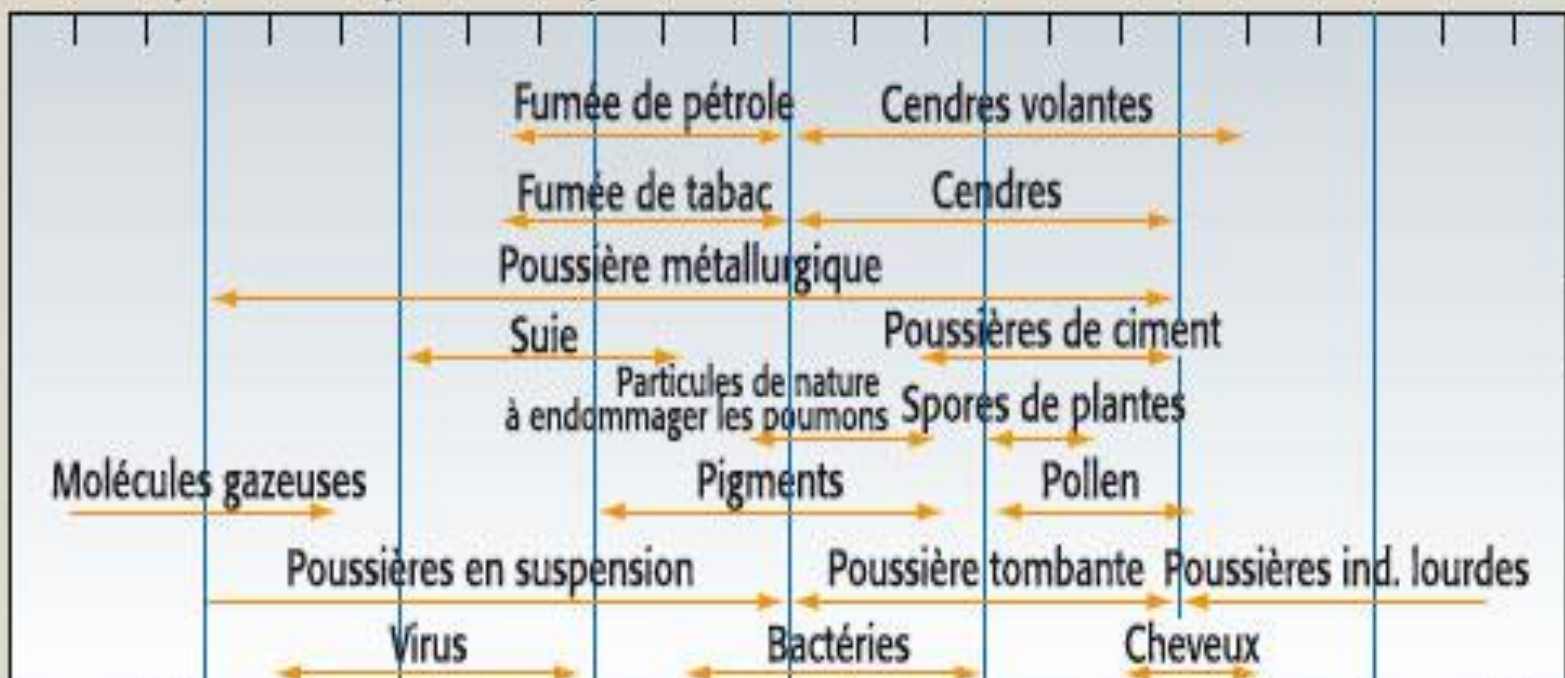 Fumée de pétrole Cendres volantes
Fumée de tabac Cendres
Poussière métallurgique
Suie Poussières de ciment
Particules de nature
à endommager les poumons Spores de plantes
Molécules gazeuses Pigments Pollen
Poussières en suspension Poussière tombante Poussières ind. lourdes
Virus Bactéries Cheveux